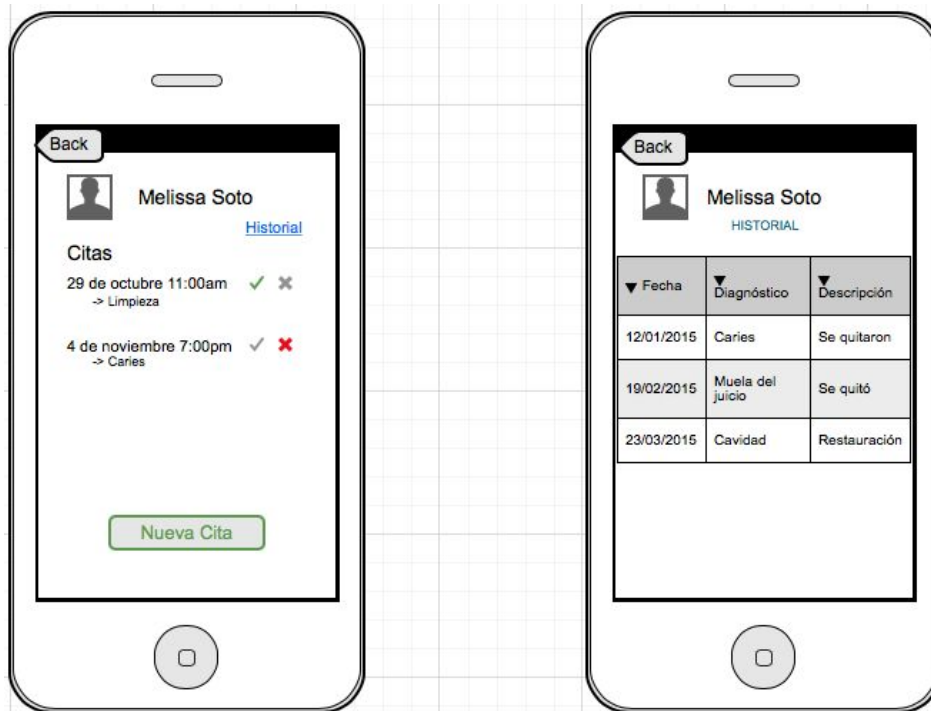 Back
Melissa Soto
Historial
Citas
29 de octubre 11:00am
-> Limpieza
4 de noviembre 7:00pm
-> Caries
Nueva Cita
Back
Melissa Soto
HISTORIAL
Fecha
Diagnóstico
Descripción
12/01/2015
Caries
Se quitaron
19/02/2015
Muela del
juicio
Se quitó
23/03/2015
Cavidad
Restauración